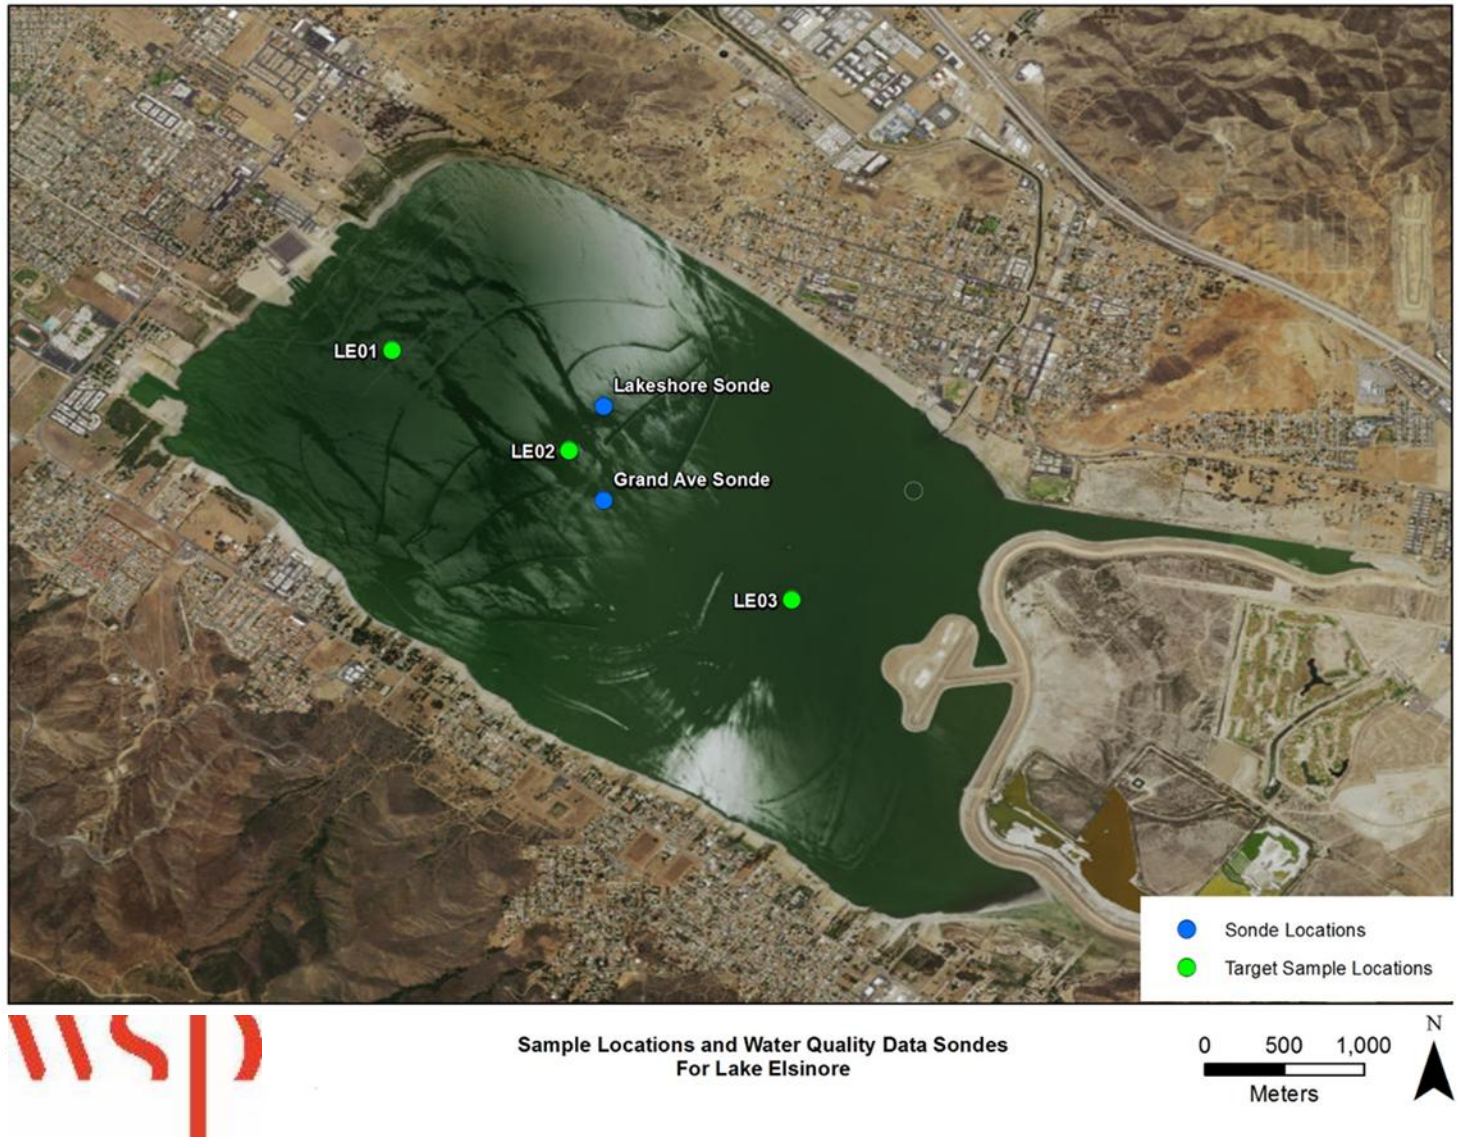 LE01
Lakeshore Sonde
LE02
Grand Ave Sonde
LE03
Sonde Locations
Target Sample Locations
wsp
Sample Locations and Water Quality Data Sondes
For Lake Elsinore
0 500 1,000
Meters
N